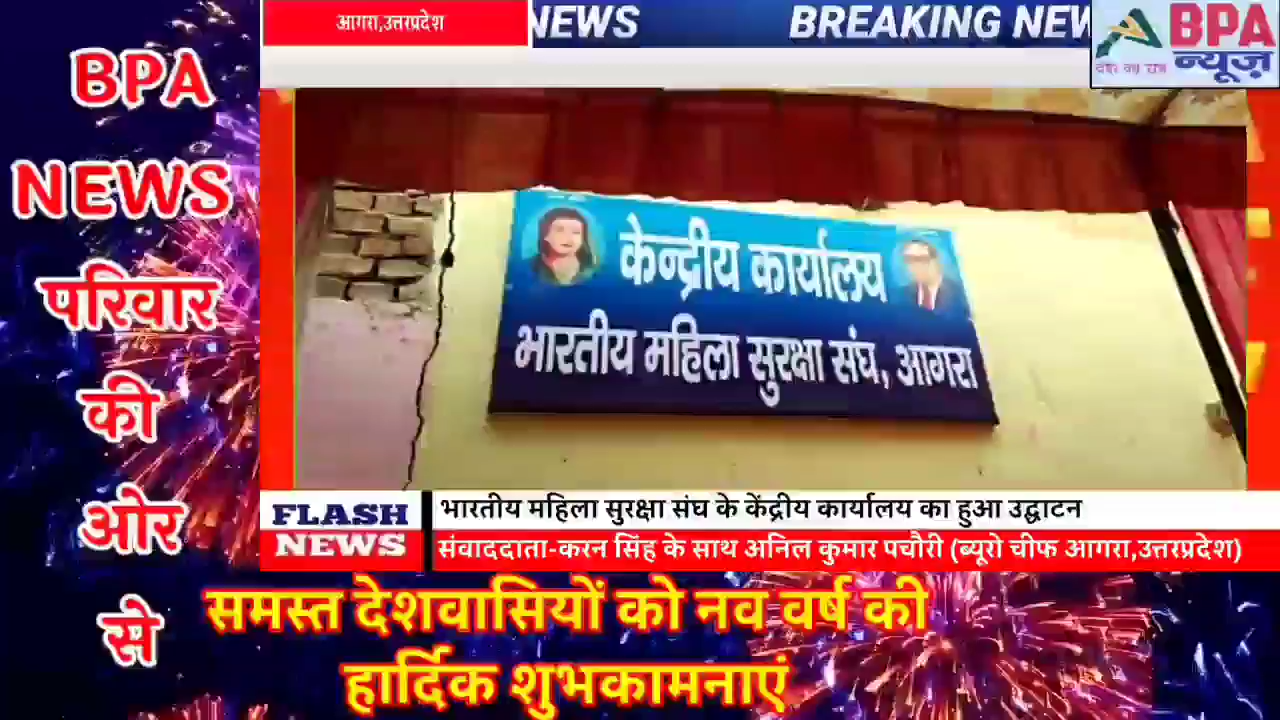 BPA
NEWS
परिवार
की
ओर
से
आगरा,उत्तरप्रदेश
NEWS
BREAKING NEW
BPA
न्यूज़
केन्द्रीय कार्यालय
भारतीय महिला सुरक्षा संघ, आगरा
FLASH
NEWS
भारतीय महिला सुरक्षा संघ के केंद्रीय कार्यालय का हुआ उद्घाटन
संवाददाता-करन सिंह के साथ अनिल कुमार पचौरी (ब्यूरो चीफ आगरा,उत्तरप्रदेश)
समस्त देशवासियों को नव वर्ष की
हार्दिक शुभकामनाएं